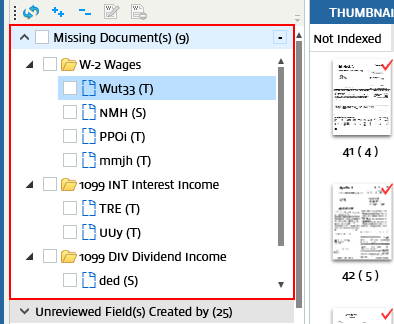 THUMBNAI
Missing Document(s) (9)
Not Indexed
W-2 Wages
Wut33 (T)
NMH (S)
PPOi (T)
mmjh (T)
41 ( 4 )
1099 INT Interest Income
TRE (T)
UUy (T)
1099 DIV Dividend Income
ded (S)
42 ( 5 )
Unreviewed Field(s) Created by (25)